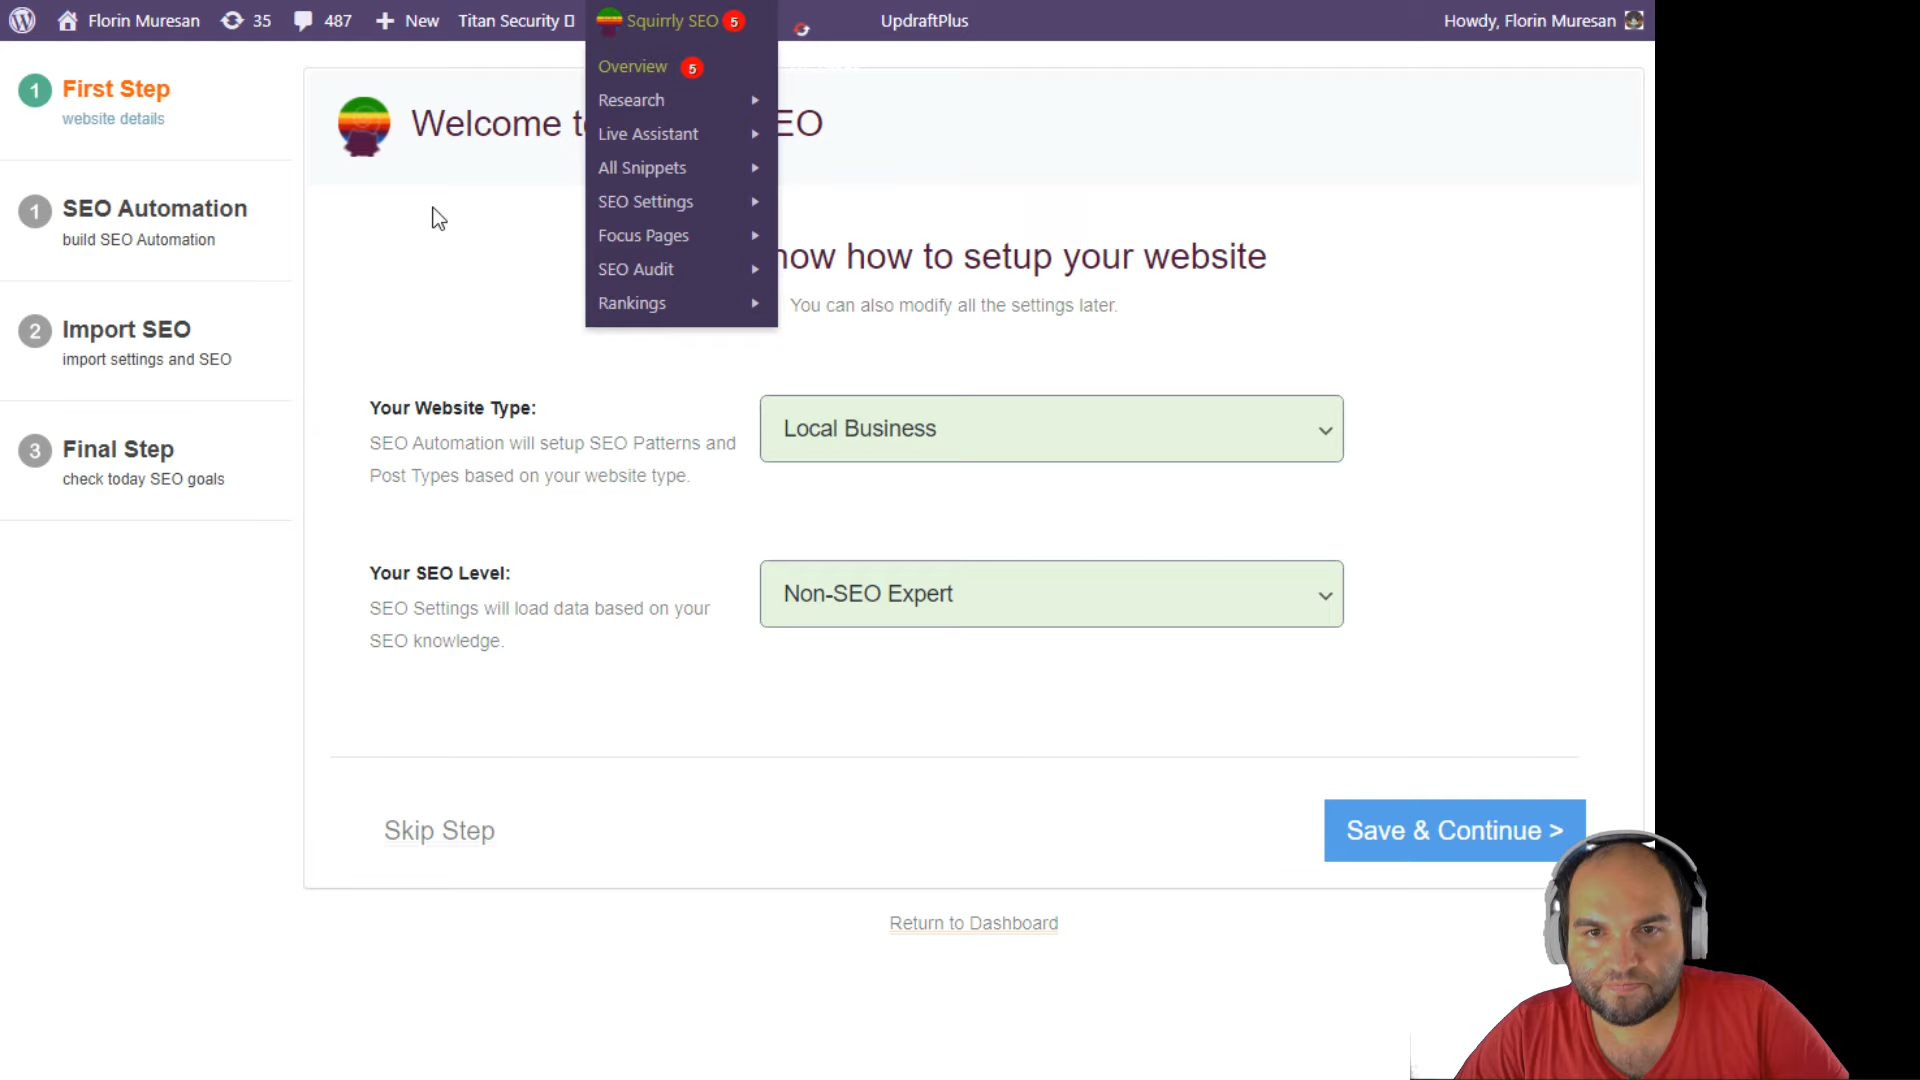 Florin Muresan 35 487 New Titan Security Squirrly SEO 5 UpdraftPlus Howdy, Florin Muresan
Overview 5
Research
Live Assistant
All Snippets
SEO Settings
Focus Pages
SEO Audit
Rankings
1 First Step
website details
1 SEO Automation
build SEO Automation
2 Import SEO
import settings and SEO
3 Final Step
check today SEO goals
Welcome EO
how to setup your website
You can also modify all the settings later.
Your Website Type:
SEO Automation will setup SEO Patterns and
Post Types based on your website type.
Local Business
Your SEO Level:
SEO Settings will load data based on your
SEO knowledge.
Non-SEO Expert
Skip Step
Save & Continue >
Return to Dashboard